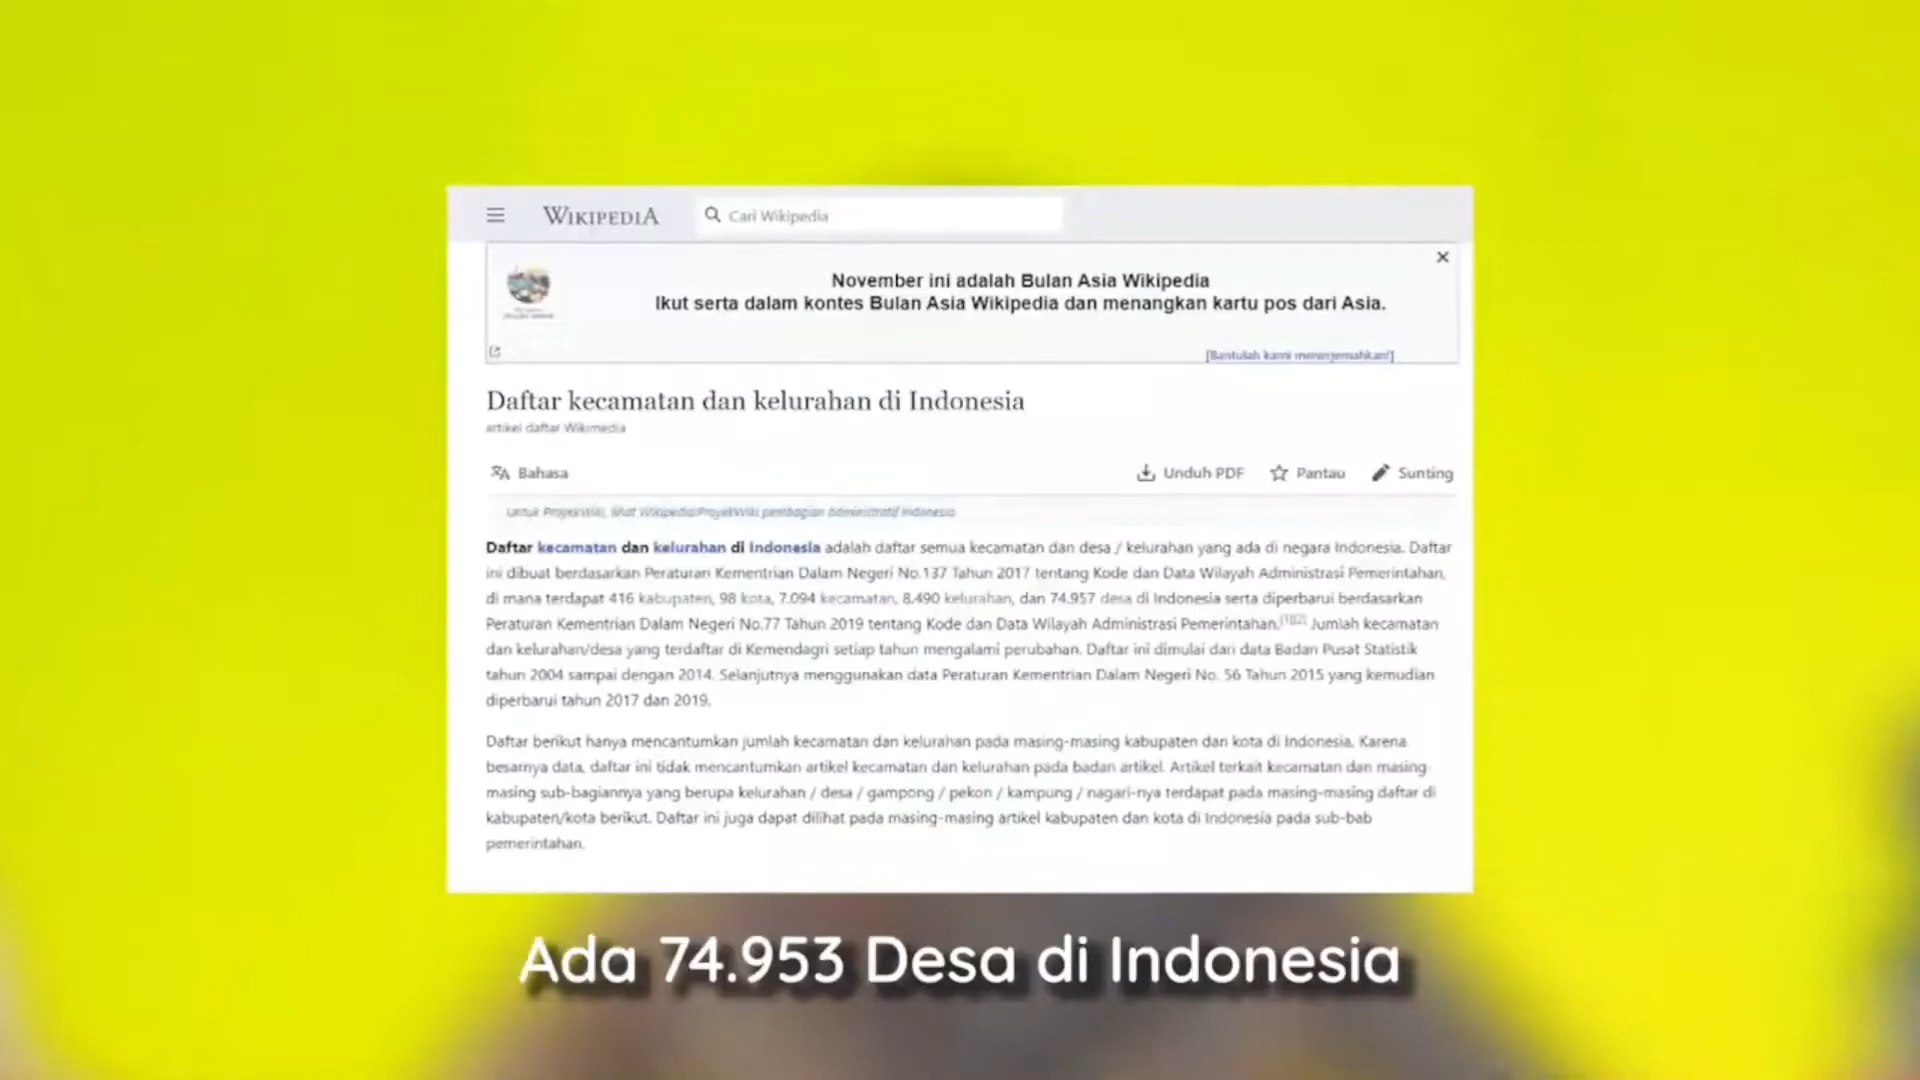 WIKIPEDIA
Cari Wikipedia
November ini adalah Bulan Asia Wikipedia
Ikut serta dalam kontes Bulan Asia Wikipedia dan menangkan kartu pos dari Asia.
[Bantulah kami menerjemahkan!]
Daftar kecamatan dan kelurahan di Indonesia
artikel daftar Wikimedia
Bahasa
Unduh PDF
Pantau
Sunting
Untuk ProyekWiki, lihat Wikipedia:ProyekWiki pembagian administratif Indonesia
Daftar kecamatan dan kelurahan di Indonesia adalah daftar semua kecamatan dan desa / kelurahan yang ada di negara Indonesia. Daftar
ini dibuat berdasarkan Peraturan Kementrian Dalam Negeri No.137 Tahun 2017 tentang Kode dan Data Wilayah Administrasi Pemerintahan,
di mana terdapat 416 kabupaten, 98 kota, 7.094 kecamatan, 8.490 kelurahan, dan 74.957 desa di Indonesia serta diperbarui berdasarkan
Peraturan Kementrian Dalam Negeri No.77 Tahun 2019 tentang Kode dan Data Wilayah Administrasi Pemerintahan.[1][2] Jumlah kecamatan
dan kelurahan/desa yang terdaftar di Kemendagri setiap tahun mengalami perubahan. Daftar ini dimulai dari data Badan Pusat Statistik
tahun 2004 sampai dengan 2014. Selanjutnya menggunakan data Peraturan Kementrian Dalam Negeri No. 56 Tahun 2015 yang kemudian
diperbarui tahun 2017 dan 2019.
Daftar berikut hanya mencantumkan jumlah kecamatan dan kelurahan pada masing-masing kabupaten dan kota di Indonesia. Karena
besarnya data, daftar ini tidak mencantumkan artikel kecamatan dan kelurahan pada badan artikel. Artikel terkait kecamatan dan masing-
masing sub-bagiannya yang berupa kelurahan / desa / gampong / pekon / kampung / nagari-nya terdapat pada masing-masing daftar di
kabupaten/kota berikut. Daftar ini juga dapat dilihat pada masing-masing artikel kabupaten dan kota di Indonesia pada sub-bab
pemerintahan.
Ada 74.953 Desa di Indonesia